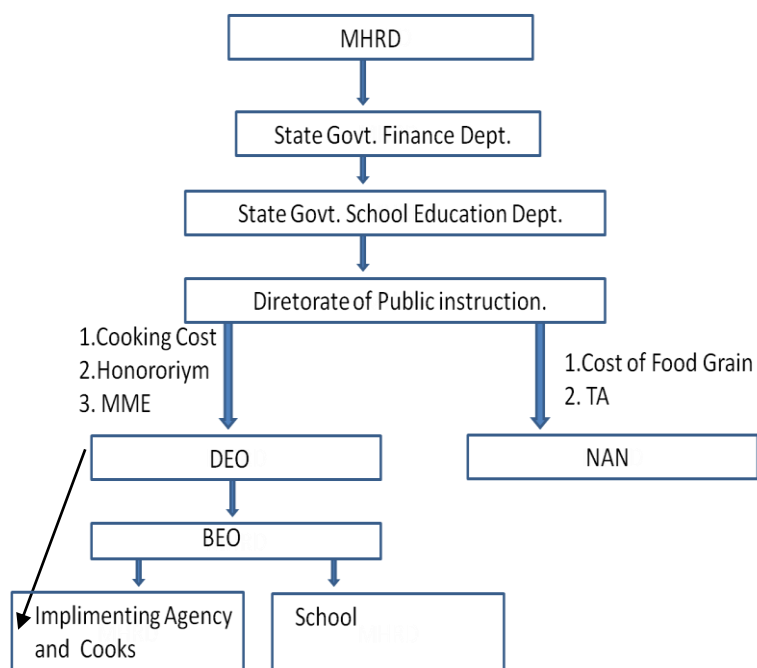 MHRD
State Govt. Finance Dept.
State Govt. School Education Dept.
Diretorate of Public instruction.
1.Cooking Cost
2.Honororiym
3. MME
1.Cost of Food Grain
2. TA
DEO
NAN
BEO
Implimenting Agency
and Cooks
School